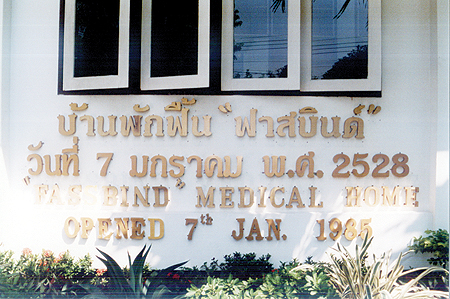 บ้านพักฟื้น “ฟาสบินด์”
วันที่ 7 มกราคม พ.ศ. 2528
"FASSBIND" MEDICAL HOME
OPENED 7th JAN. 1985